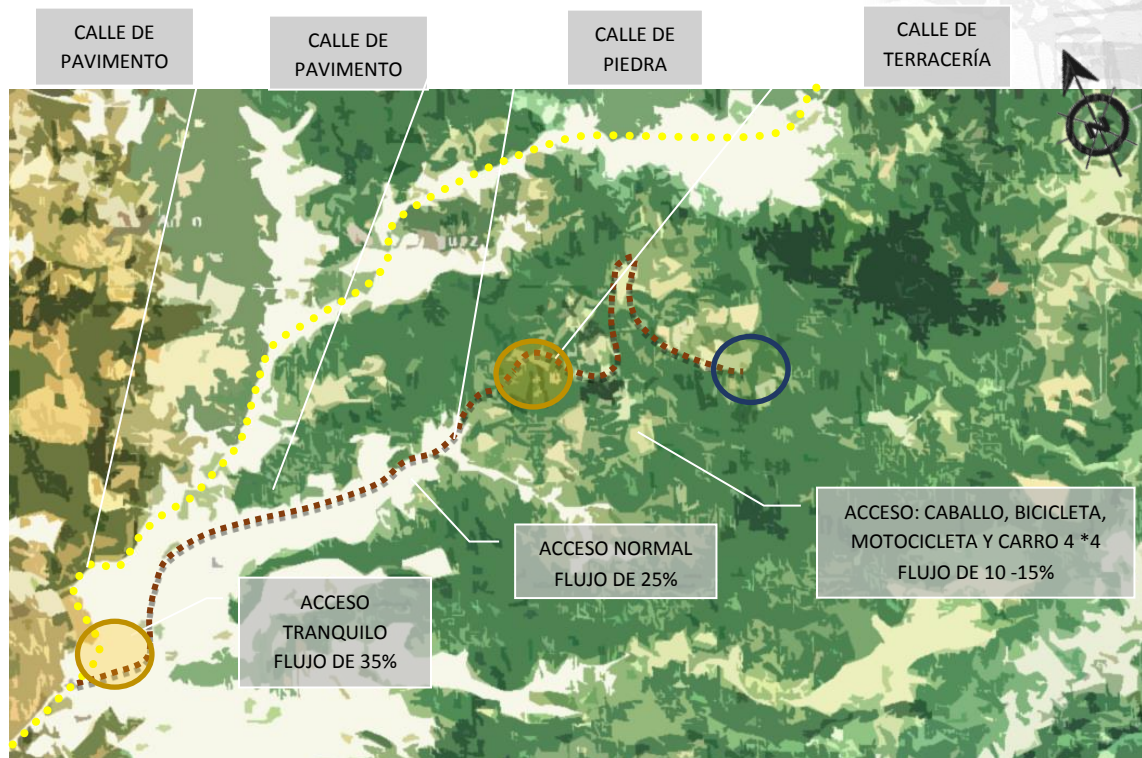 CALLE DE
PAVIMENTO
CALLE DE
PAVIMENTO
CALLE DE
PIEDRA
CALLE DE
TERRACERÍA
N
ACCESO: CABALLO, BICICLETA,
MOTOCICLETA Y CARRO 4 *4
FLUJO DE 10 -15%
ACCESO NORMAL
FLUJO DE 25%
ACCESO
TRANQUILO
FLUJO DE 35%